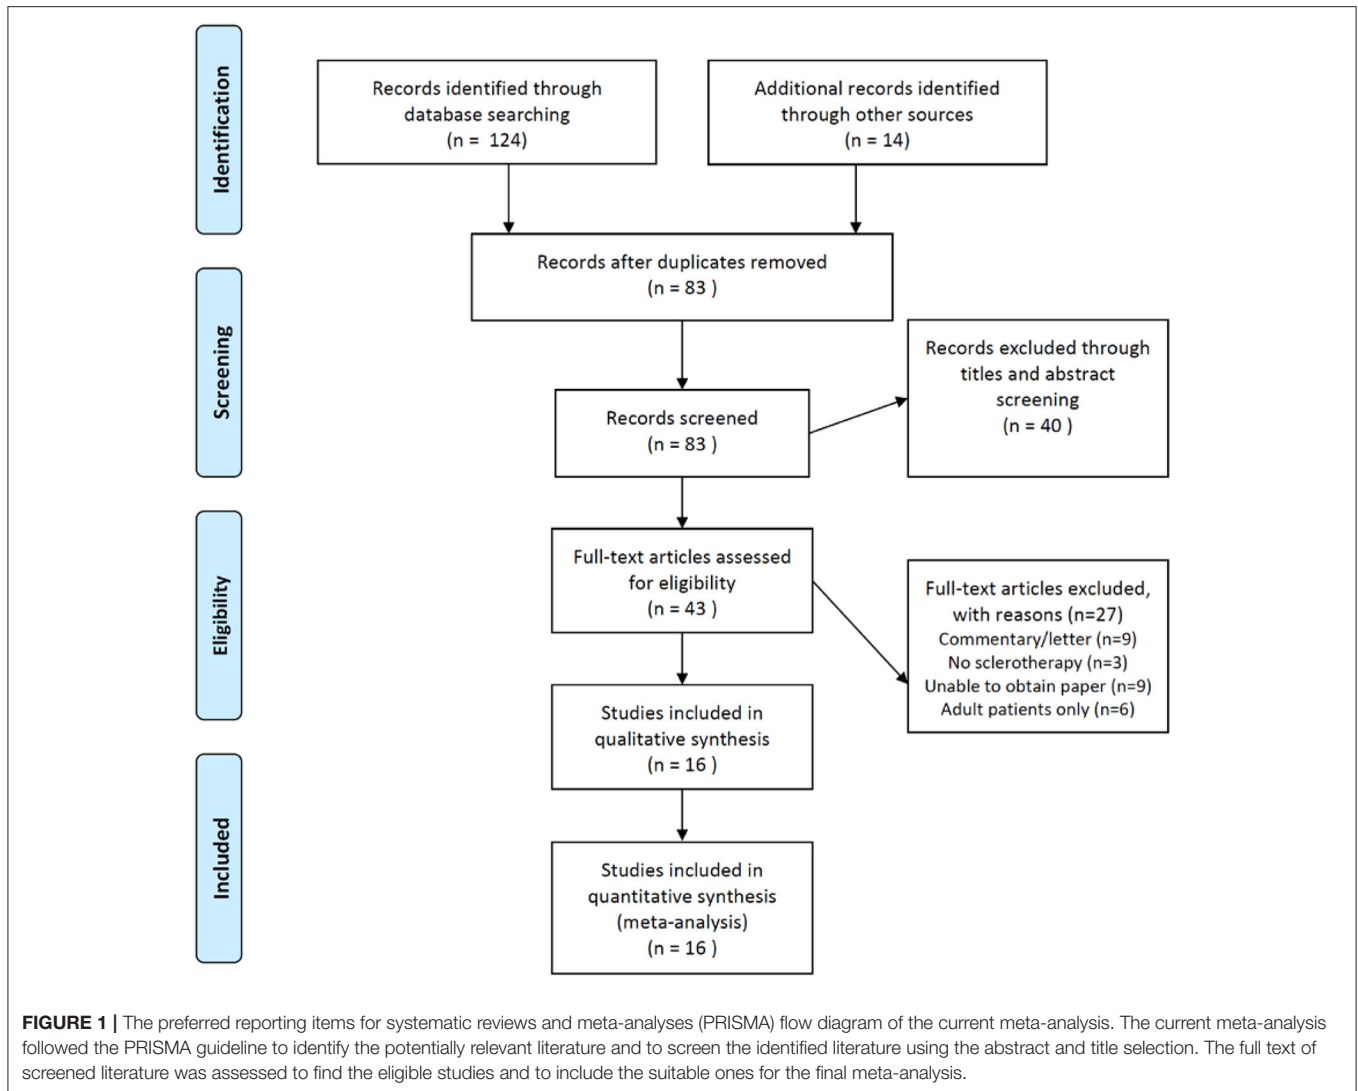 Identification
Records identified through
database searching
(n = 124)
Additional records identified
through other sources
(n = 14)
Records after duplicates removed
(n = 83 )
Screening
Records screened
(n = 83 )
Records excluded through
titles and abstract
screening
(n = 40 )
Eligibility
Full-text articles assessed
for eligibility
(n = 43 )
Full-text articles excluded,
with reasons (n=27)
Commentary/letter (n=9)
No sclerotherapy (n=3)
Unable to obtain paper (n=9)
Adult patients only (n=6)
Studies included in
qualitative synthesis
(n = 16 )
Included
Studies included in
quantitative synthesis
(meta-analysis)
(n = 16 )
FIGURE 1 | The preferred reporting items for systematic reviews and meta-analyses (PRISMA) flow diagram of the current meta-analysis. The current meta-analysis
followed the PRISMA guideline to identify the potentially relevant literature and to screen the identified literature using the abstract and title selection. The full text of
screened literature was assessed to find the eligible studies and to include the suitable ones for the final meta-analysis.